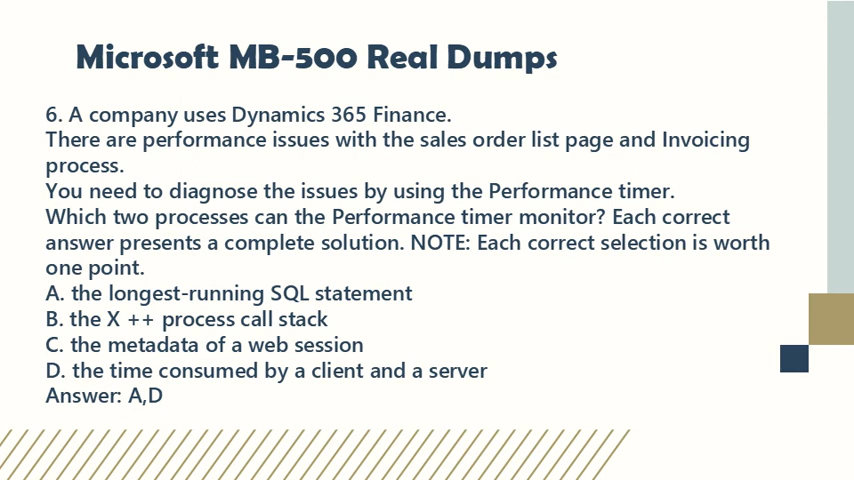 Microsoft MB-500 Real Dumps
6. A company uses Dynamics 365 Finance.
There are performance issues with the sales order list page and Invoicing
process.
You need to diagnose the issues by using the Performance timer.
Which two processes can the Performance timer monitor? Each correct
answer presents a complete solution. NOTE: Each correct selection is worth
one point.
A. the longest-running SQL statement
B. the X ++ process call stack
C. the metadata of a web session
D. the time consumed by a client and a server
Answer: A,D